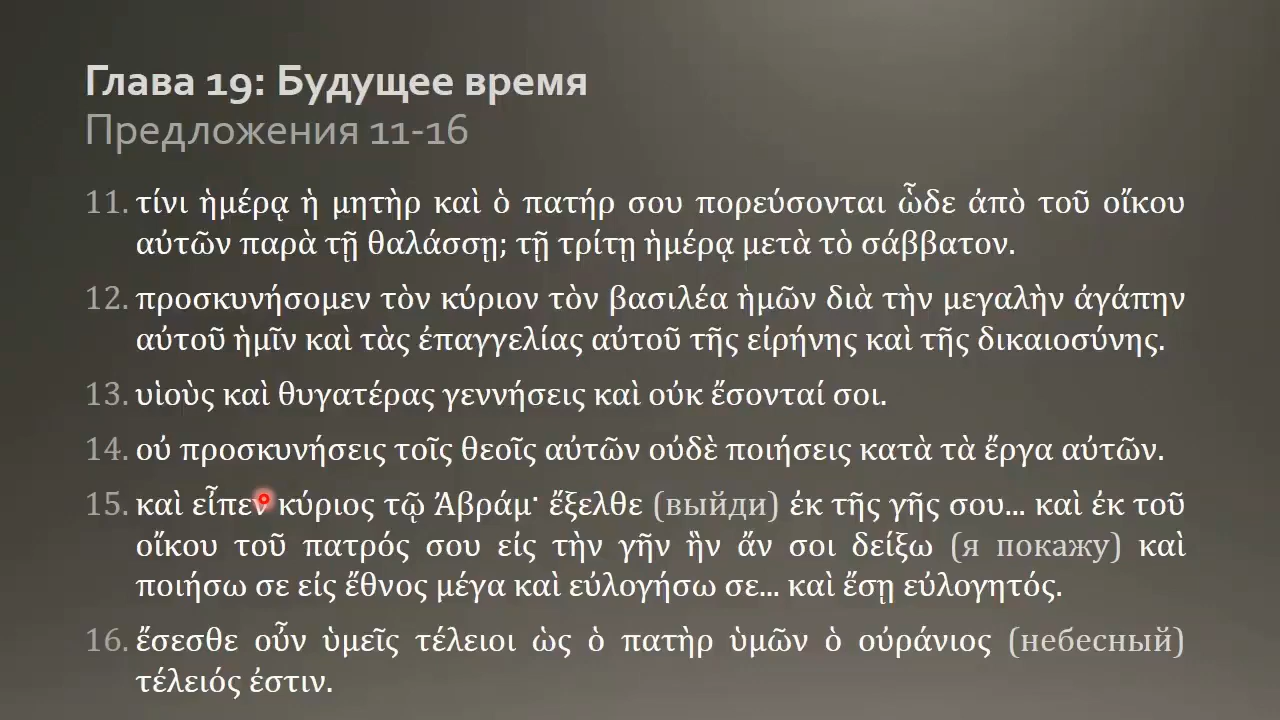 Глава 19: Будущее время
Предложения 11-16
11. τίνι ἡμέρᾳ ἡ μητὴρ καὶ ὁ πατήρ σου πορεύσονται ὧδε ἀπὸ τοῦ οἴκου
αὐτῶν παρὰ τῇ θαλάσσῃ; τῇ τρίτῃ ἡμέρᾳ μετὰ τὸ σάββατον.
12. προσκυνήσομεν τὸν κύριον τὸν βασιλέα ἡμῶν διὰ τὴν μεγαλὴν ἀγάπην
αὐτοῦ ἡμῖν καὶ τὰς ἐπαγγελίας αὐτοῦ τῆς εἰρήνης καὶ τῆς δικαιοσύνης.
13. υἱοὺς καὶ θυγατέρας γεννήσεις καὶ οὐκ ἔσονταί σοι.
14. οὐ προσκυνήσεις τοῖς θεοῖς αὐτῶν οὐδὲ ποιήσεις κατὰ τὰ ἔργα αὐτῶν.
15. καὶ εἶπεν κύριος τῷ Ἀβράμ· ἔξελθε (выйди) ἐκ τῆς γῆς σου... καὶ ἐκ τοῦ
οἴκου τοῦ πατρός σου εἰς τὴν γῆν ἣν ἄν σοι δείξω (я покажу) καὶ
ποιήσω σε εἰς ἔθνος μέγα καὶ εὐλογήσω σε... καὶ ἔσῃ εὐλογητός.
16. ἔσεσθε οὖν ὑμεῖς τέλειοι ὡς ὁ πατὴρ ὑμῶν ὁ οὐράνιος (небесный)
τέλειός ἐστιν.